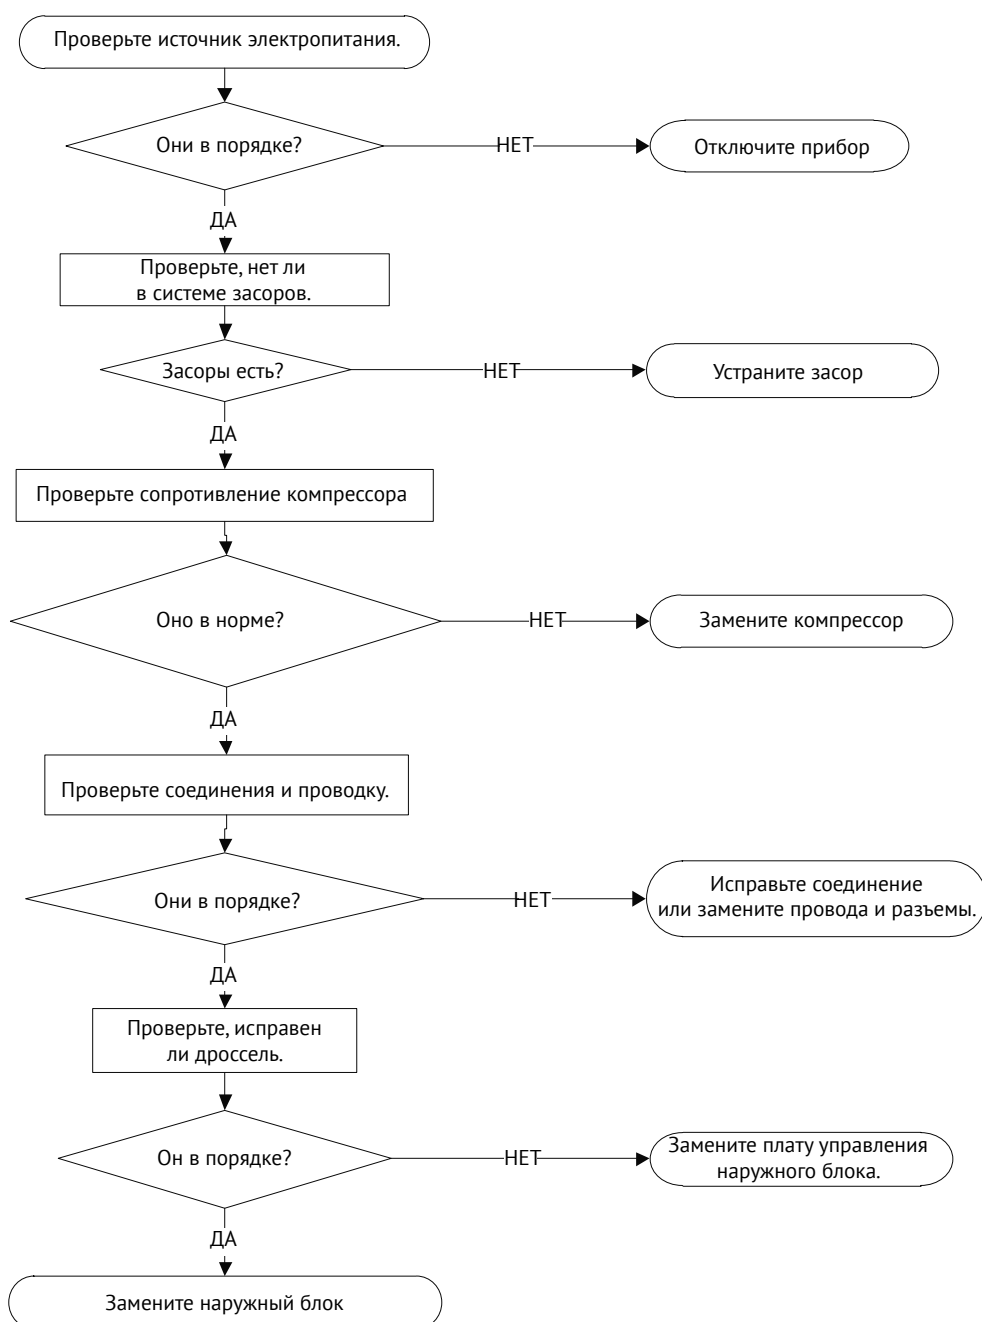 Проверьте источник электропитания.
Они в порядке?
НЕТ
Отключите прибор
ДА
Проверьте, нет ли
в системе засоров.
Засоры есть?
НЕТ
Устраните засор
ДА
Проверьте сопротивление компрессора
Оно в норме?
НЕТ
Замените компрессор
ДА
Проверьте соединения и проводку.
Они в порядке?
НЕТ
Исправьте соединение
или замените провода и разъемы.
ДА
Проверьте, исправен
ли дроссель.
Он в порядке?
НЕТ
Замените плату управления
наружного блока.
ДА
Замените наружный блок